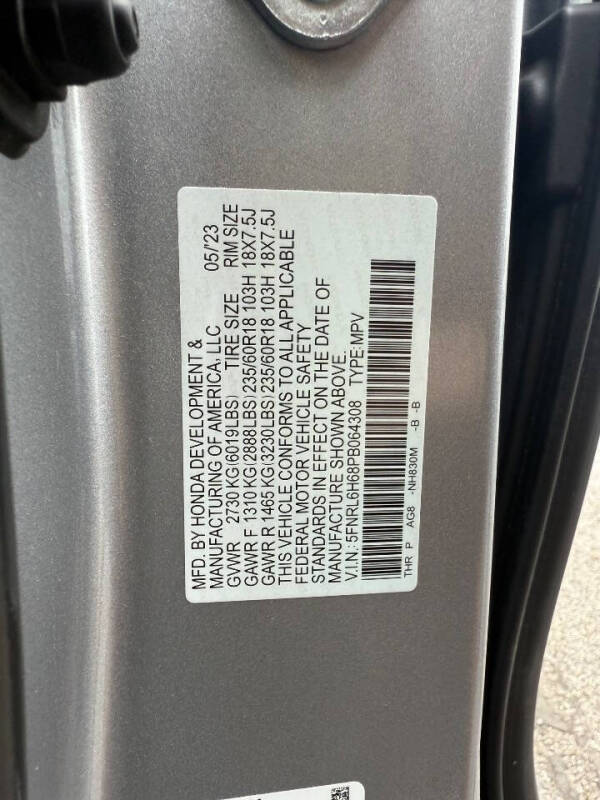 MFD. BY HONDA DEVELOPMENT &
MANUFACTURING OF AMERICA, LLC 05/'23
GVWR 2730 KG(6019LBS) TIRE SIZE RIM SIZE
GAWR F 1310 KG(2888LBS)235/60R18 103H 18X7.5J
GAWR R 1465 KG(3230LBS)235/60R18 103H 18X7.5J
THIS VEHICLE CONFORMS TO ALL APPLICABLE
FEDERAL MOTOR VEHICLE SAFETY
STANDARDS IN EFFECT ON THE DATE OF
MANUFACTURE SHOWN ABOVE.
V.I.N.:5FNRL6H68PB064308 TYPE:MPV
THR P AG8 -NH830M -B -B